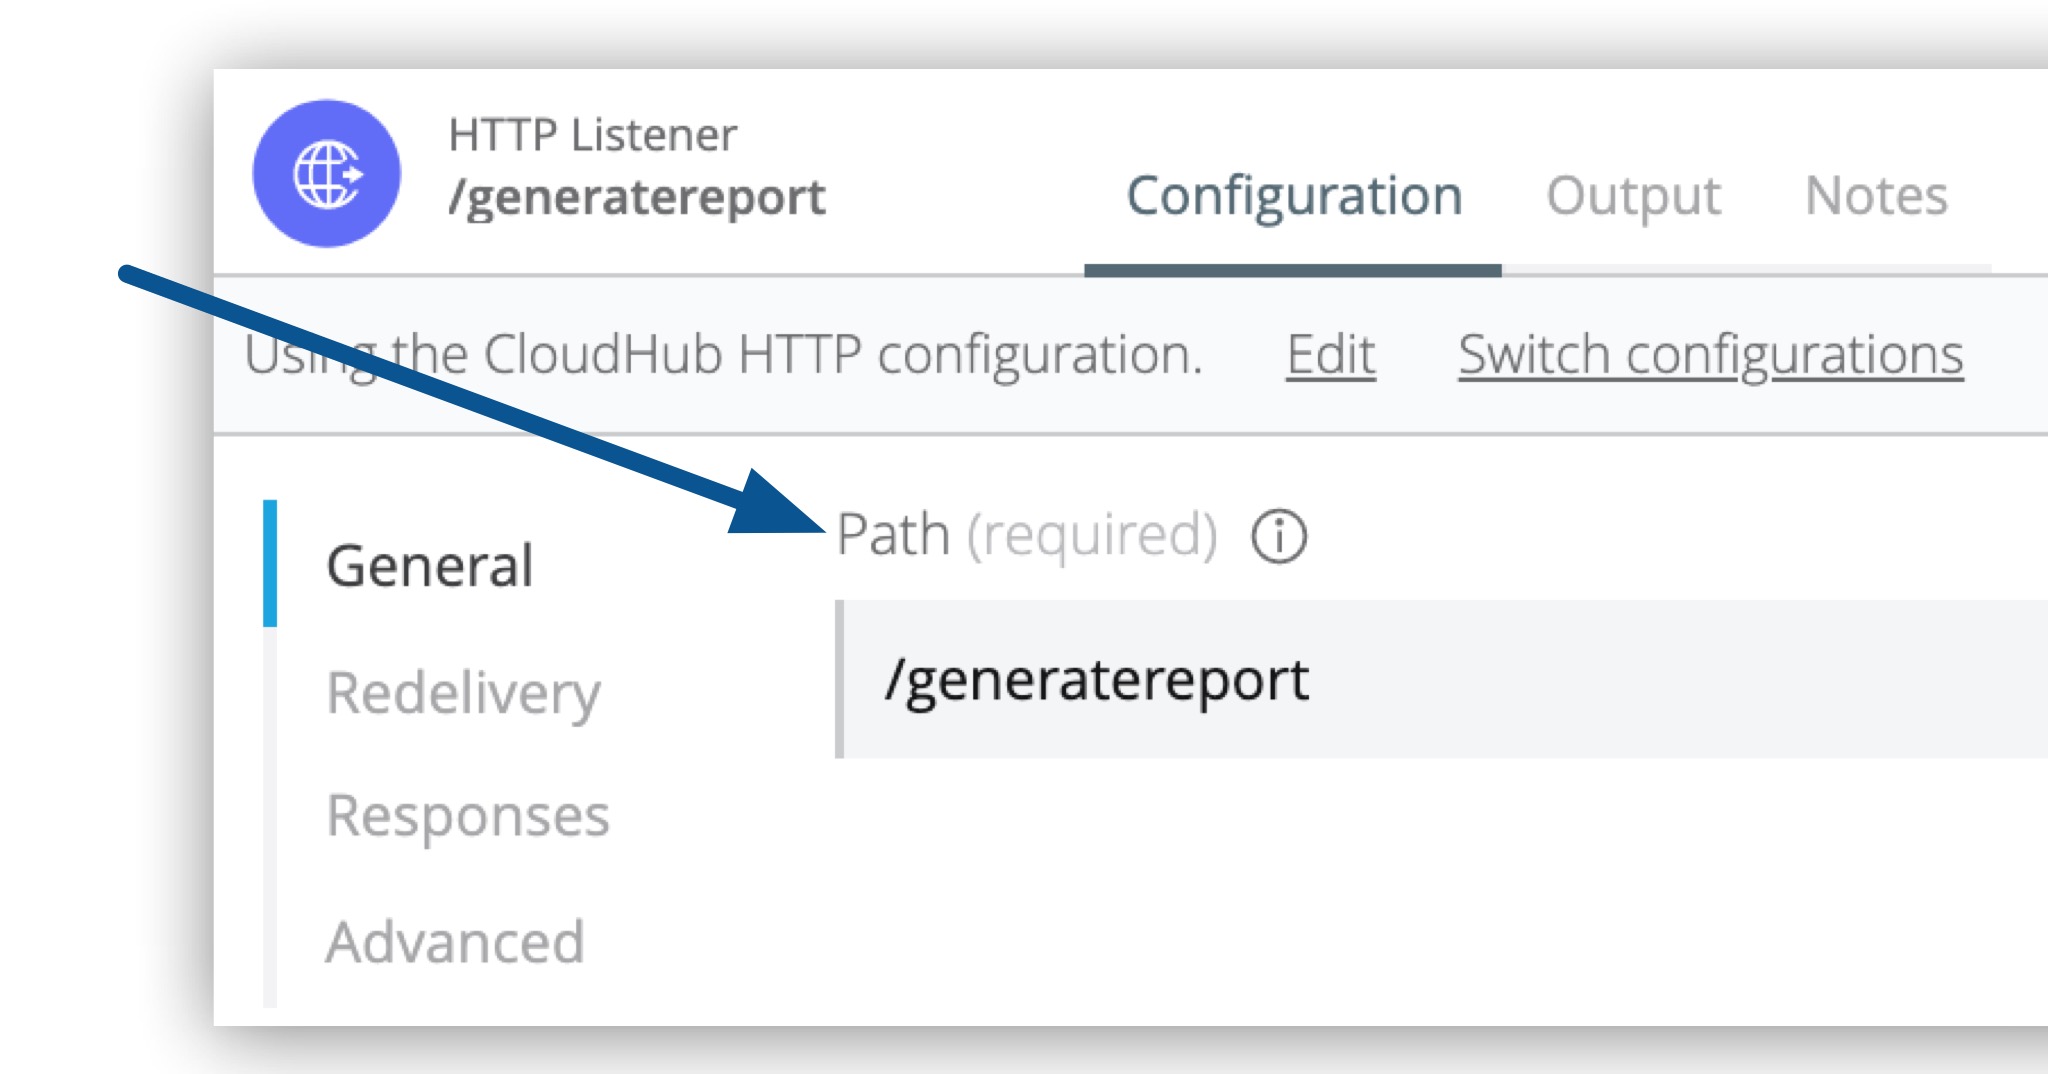 HTTP Listener
/generatereport
Configuration Output Notes
Using the CloudHub HTTP configuration. Edit Switch configurations
General
Redelivery
Responses
Advanced
Path (required)
/generatereport